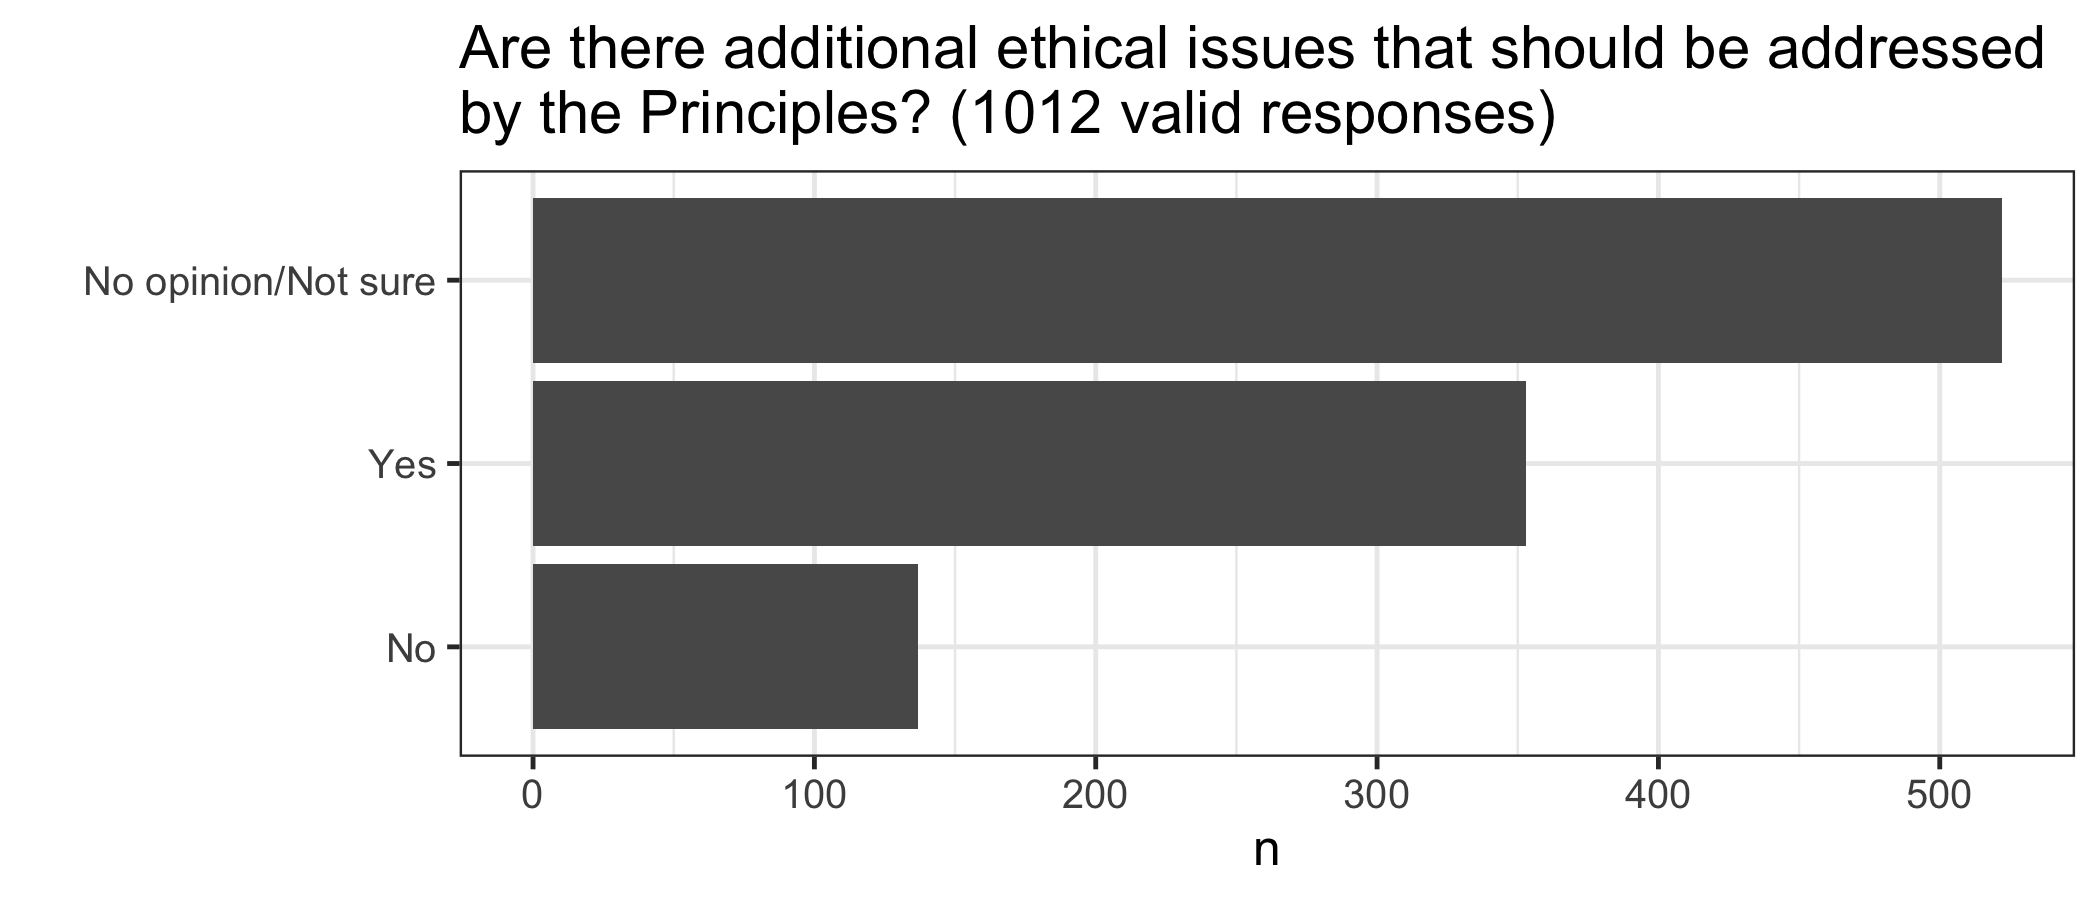 Are there additional ethical issues that should be addressed
by the Principles? (1012 valid responses)
No opinion/Not sure
Yes
No
0 100 200 300 400 500
n